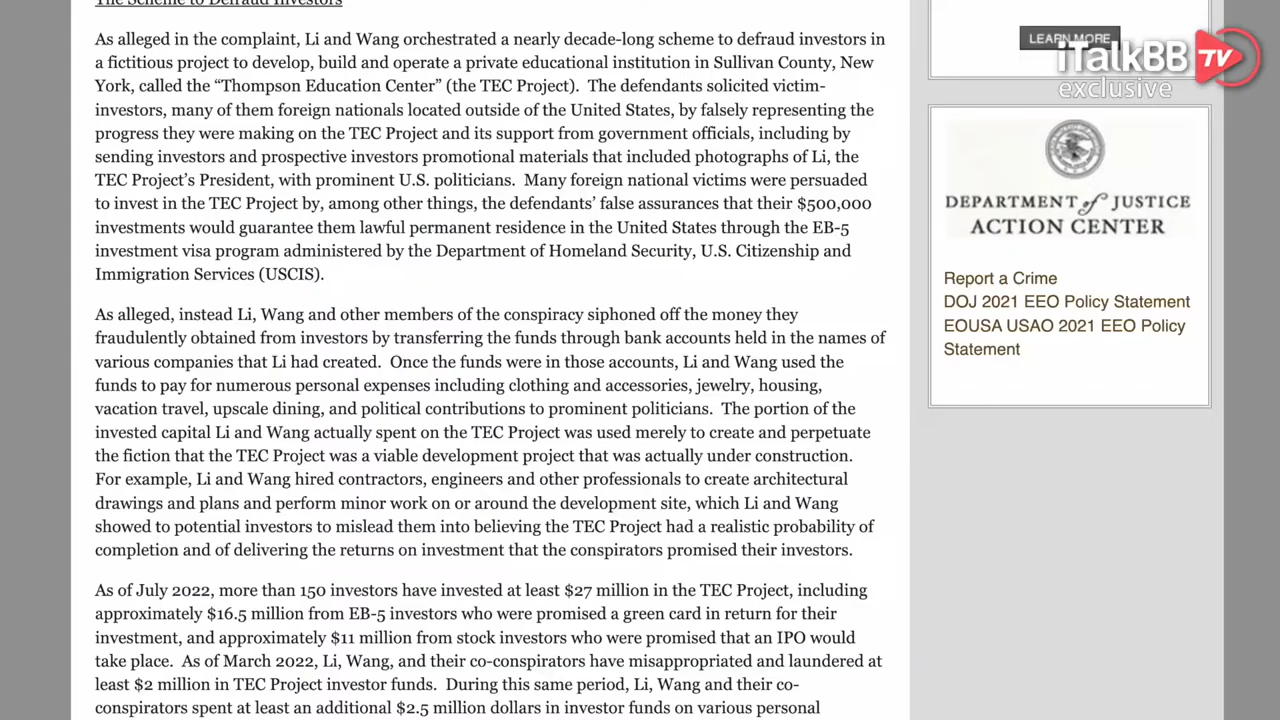 The Scheme to Defraud Investors
As alleged in the complaint, Li and Wang orchestrated a nearly decade-long scheme to defraud investors in
a fictitious project to develop, build and operate a private educational institution in Sullivan County, New
York, called the “Thompson Education Center” (the TEC Project).  The defendants solicited victim-
investors, many of them foreign nationals located outside of the United States, by falsely representing the
progress they were making on the TEC Project and its support from government officials, including by
sending investors and prospective investors promotional materials that included photographs of Li, the
TEC Project’s President, with prominent U.S. politicians.  Many foreign national victims were persuaded
to invest in the TEC Project by, among other things, the defendants’ false assurances that their $500,000
investments would guarantee them lawful permanent residence in the United States through the EB-5
investment visa program administered by the Department of Homeland Security, U.S. Citizenship and
Immigration Services (USCIS).
As alleged, instead Li, Wang and other members of the conspiracy siphoned off the money they
fraudulently obtained from investors by transferring the funds through bank accounts held in the names of
various companies that Li had created.  Once the funds were in those accounts, Li and Wang used the
funds to pay for numerous personal expenses including clothing and accessories, jewelry, housing,
vacation travel, upscale dining, and political contributions to prominent politicians.  The portion of the
invested capital Li and Wang actually spent on the TEC Project was used merely to create and perpetuate
the fiction that the TEC Project was a viable development project that was actually under construction.
For example, Li and Wang hired contractors, engineers and other professionals to create architectural
drawings and plans and perform minor work on or around the development site, which Li and Wang
showed to potential investors to mislead them into believing the TEC Project had a realistic probability of
completion and of delivering the returns on investment that the conspirators promised their investors.
As of July 2022, more than 150 investors have invested at least $27 million in the TEC Project, including
approximately $16.5 million from EB-5 investors who were promised a green card in return for their
investment, and approximately $11 million from stock investors who were promised that an IPO would
take place.  As of March 2022, Li, Wang, and their co-conspirators have misappropriated and laundered at
least $2 million in TEC Project investor funds.  During this same period, Li, Wang and their co-
conspirators spent at least an additional $2.5 million dollars in investor funds on various personal
LEARN MORE
iTalkBB TV
exclusive
DEPARTMENT of JUSTICE
ACTION CENTER
Report a Crime
DOJ 2021 EEO Policy Statement
EOUSA USAO 2021 EEO Policy
Statement